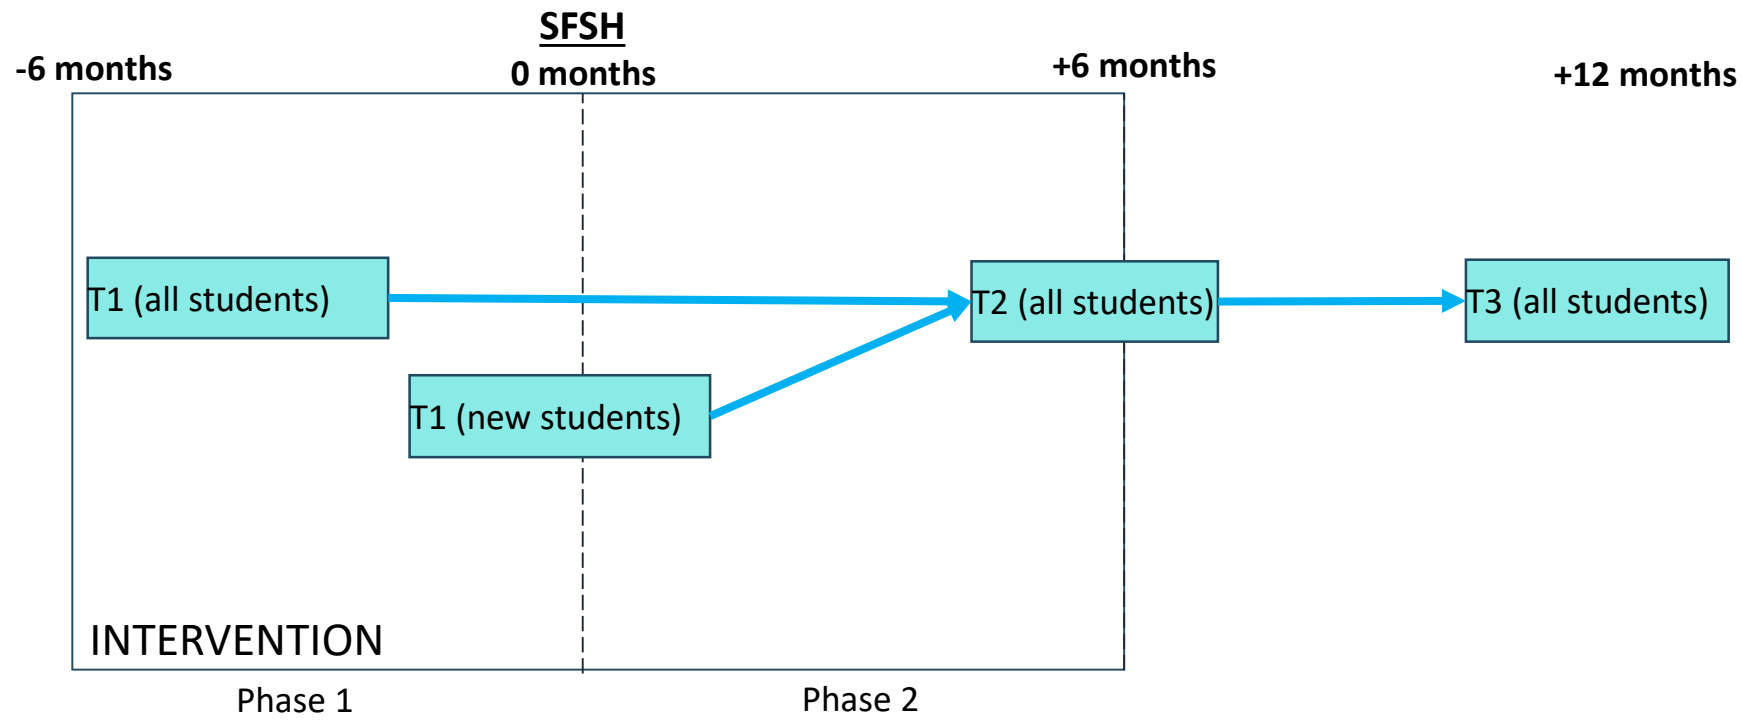 SFSH
-6 months
0 months
+6 months
+12 months
T1 (all students)
T2 (all students)
T3 (all students)
T1 (new students)
INTERVENTION
Phase 1
Phase 2